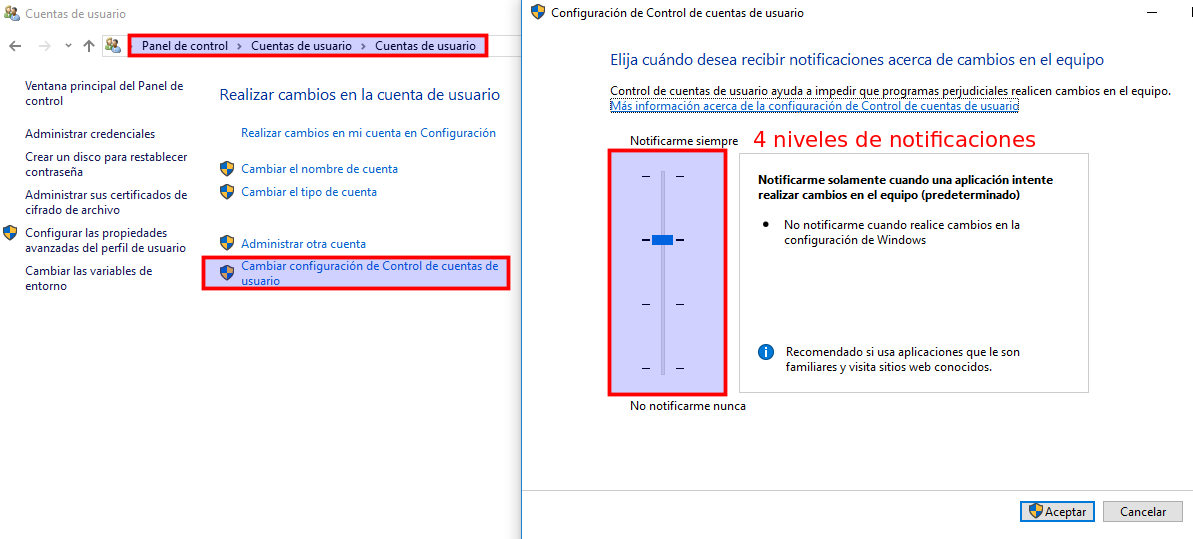 Cuentas de usuario
Panel de control > Cuentas de usuario > Cuentas de usuario
Ventana principal del Panel de
control
Administrar credenciales
Crear un disco para restablecer
contraseña
Administrar sus certificados de
cifrado de archivo
Configurar las propiedades
avanzadas del perfil de usuario
Cambiar las variables de
entorno
Realizar cambios en la cuenta de usuario
Realizar cambios en mi cuenta en Configuración
Cambiar el nombre de cuenta
Cambiar el tipo de cuenta
Administrar otra cuenta
Cambiar configuración de Control de cuentas de
usuario
Configuración de Control de cuentas de usuario
Elija cuándo desea recibir notificaciones acerca de cambios en el equipo
Control de cuentas de usuario ayuda a impedir que programas perjudiciales realicen cambios en el equipo.
Más información acerca de la configuración de Control de cuentas de usuario
Notificarme siempre
4 niveles de notificaciones
Notificarme solamente cuando una aplicación intente
realizar cambios en el equipo (predeterminado)
• No notificarme cuando realice cambios en la
configuración de Windows
Recomendado si usa aplicaciones que le son
familiares y visita sitios web conocidos.
No notificarme nunca
Aceptar
Cancelar